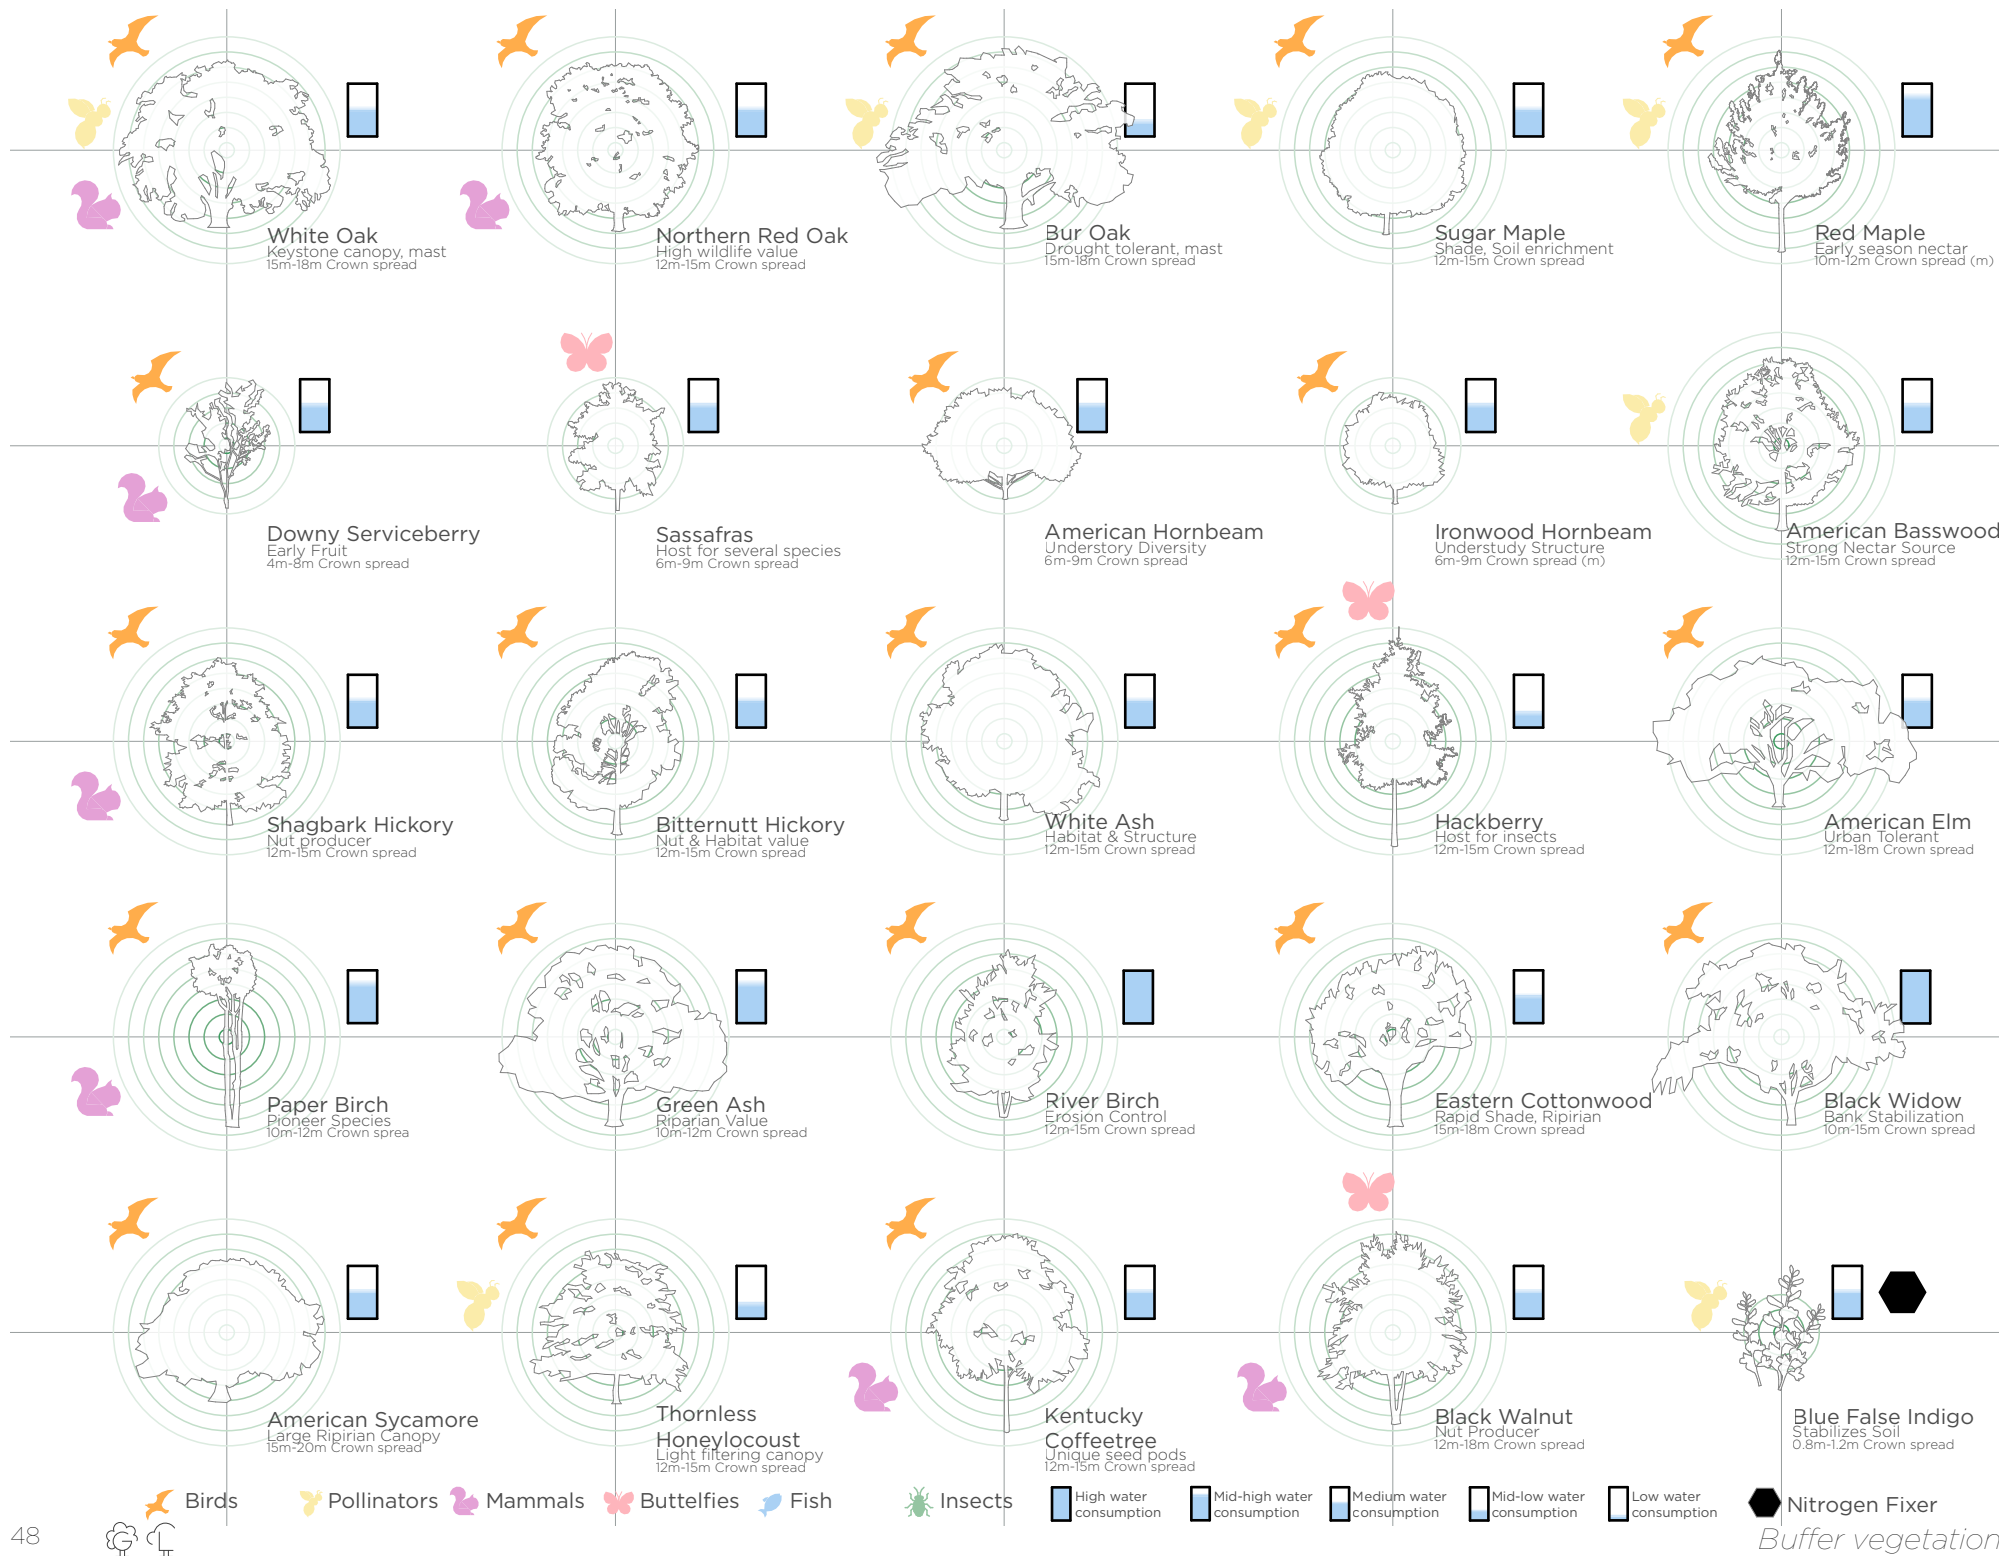 White Oak
Keystone canopy, mast
15m-18m Crown spread
Northern Red Oak
High wildlife value
12m-15m Crown spread
Bur Oak
Drought tolerant, mast
15m-18m Crown spread
Sugar Maple
Shade, Soil enrichment
12m-15m Crown spread
Red Maple
Early season nectar
10m-12m Crown spread (m)
Downy Serviceberry
Early Fruit
4m-8m Crown spread
Sassafras
Host for several species
6m-9m Crown spread
American Hornbeam
Understory Diversity
6m-9m Crown spread
Ironwood Hornbeam
Understudy Structure
6m-9m Crown spread (m)
American Basswood
Strong Nectar Source
12m-15m Crown spread
Shagbark Hickory
Nut producer
12m-15m Crown spread
Bitternutt Hickory
Nut & Habitat value
12m-15m Crown spread
White Ash
Habitat & Structure
12m-15m Crown spread
Hackberry
Host for insects
12m-15m Crown spread
American Elm
Urban Tolerant
12m-18m Crown spread
Paper Birch
Pioneer Species
10m-12m Crown sprea
Green Ash
Riparian Value
10m-12m Crown spread
River Birch
Erosion Control
12m-15m Crown spread
Eastern Cottonwood
Rapid Shade, Ripirian
15m-18m Crown spread
Black Widow
Bank Stabilization
10m-15m Crown spread
American Sycamore
Large Ripirian Canopy
15m-20m Crown spread
Thornless
Honeylocoust
Light filtering canopy
12m-15m Crown spread
Kentucky
Coffeetree
Unique seed pods
12m-15m Crown spread
Black Walnut
Nut Producer
12m-18m Crown spread
Blue False Indigo
Stabilizes Soil
0.8m-1.2m Crown spread
Birds
Pollinators
Mammals
Buttelfies
Fish
Insects
High water
consumption
Mid-high water
consumption
Medium water
consumption
Mid-low water
consumption
Low water
consumption
Nitrogen Fixer
48
Buffer vegetation